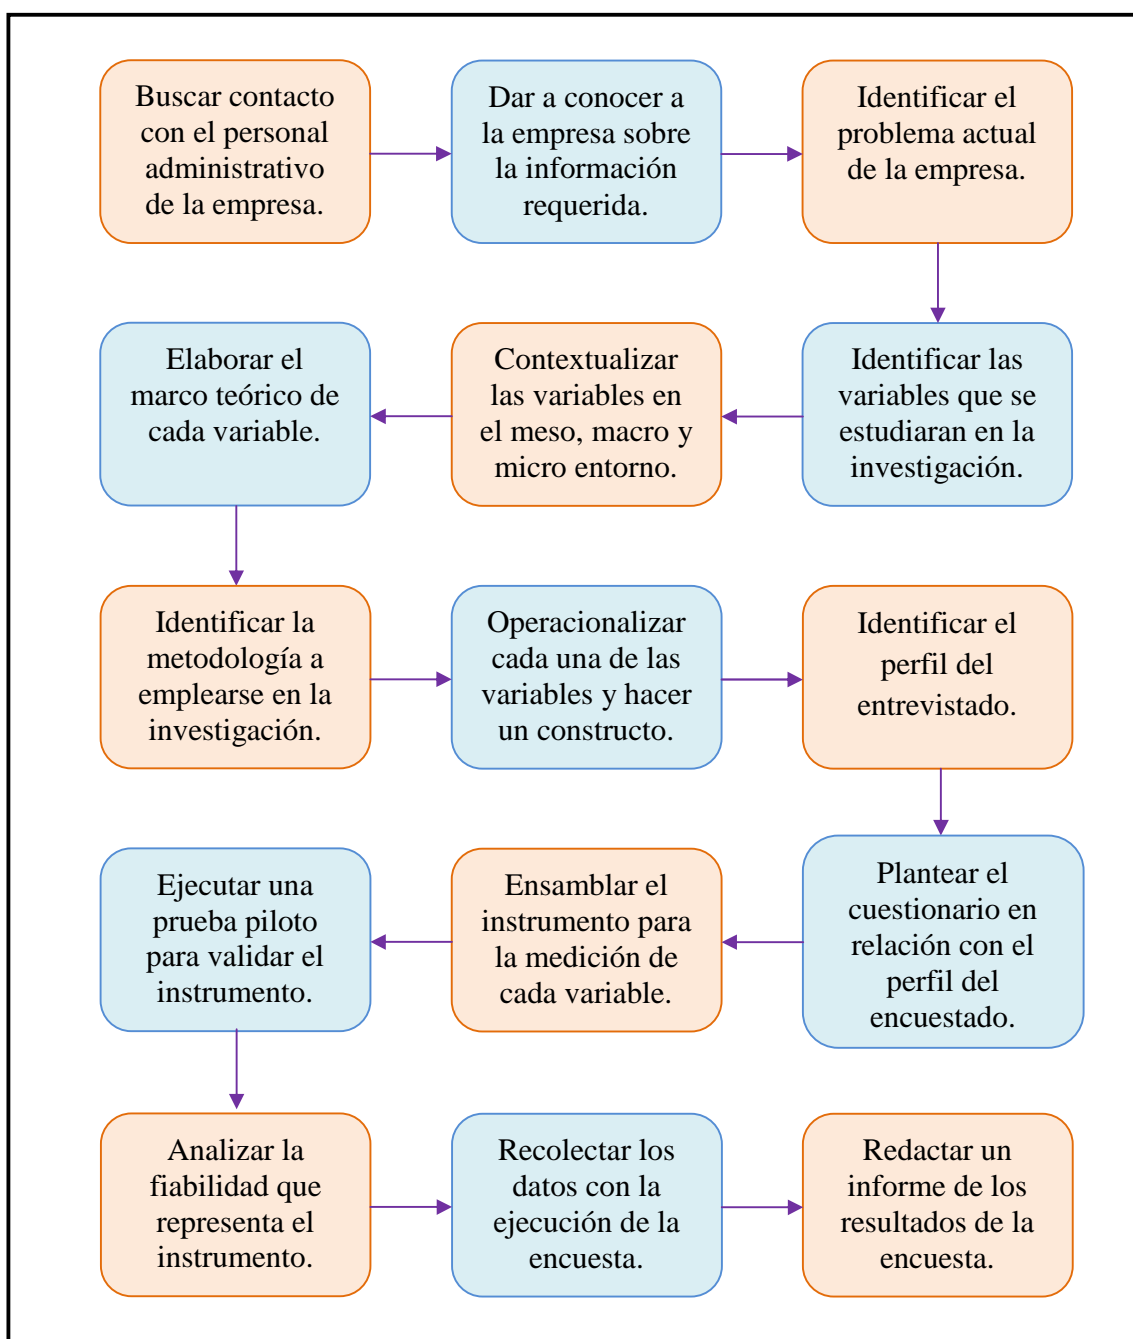 Buscar contacto
con el personal
administrativo
de la empresa.
Dar a conocer a
la empresa sobre
la información
requerida.
Identificar el
problema actual
de la empresa.
Identificar las
variables que se
estudiaran en la
investigación.
Contextualizar
las variables en
el meso, macro y
micro entorno.
Elaborar el
marco teórico de
cada variable.
Identificar la
metodología a
emplearse en la
investigación.
Operacionalizar
cada una de las
variables y hacer
un constructo.
Identificar el
perfil del
entrevistado.
Plantear el
cuestionario en
relación con el
perfil del
encuestado.
Ensamblar el
instrumento para
la medición de
cada variable.
Ejecutar una
prueba piloto
para validar el
instrumento.
Analizar la
fiabilidad que
representa el
instrumento.
Recolectar los
datos con la
ejecución de la
encuesta.
Redactar un
informe de los
resultados de la
encuesta.